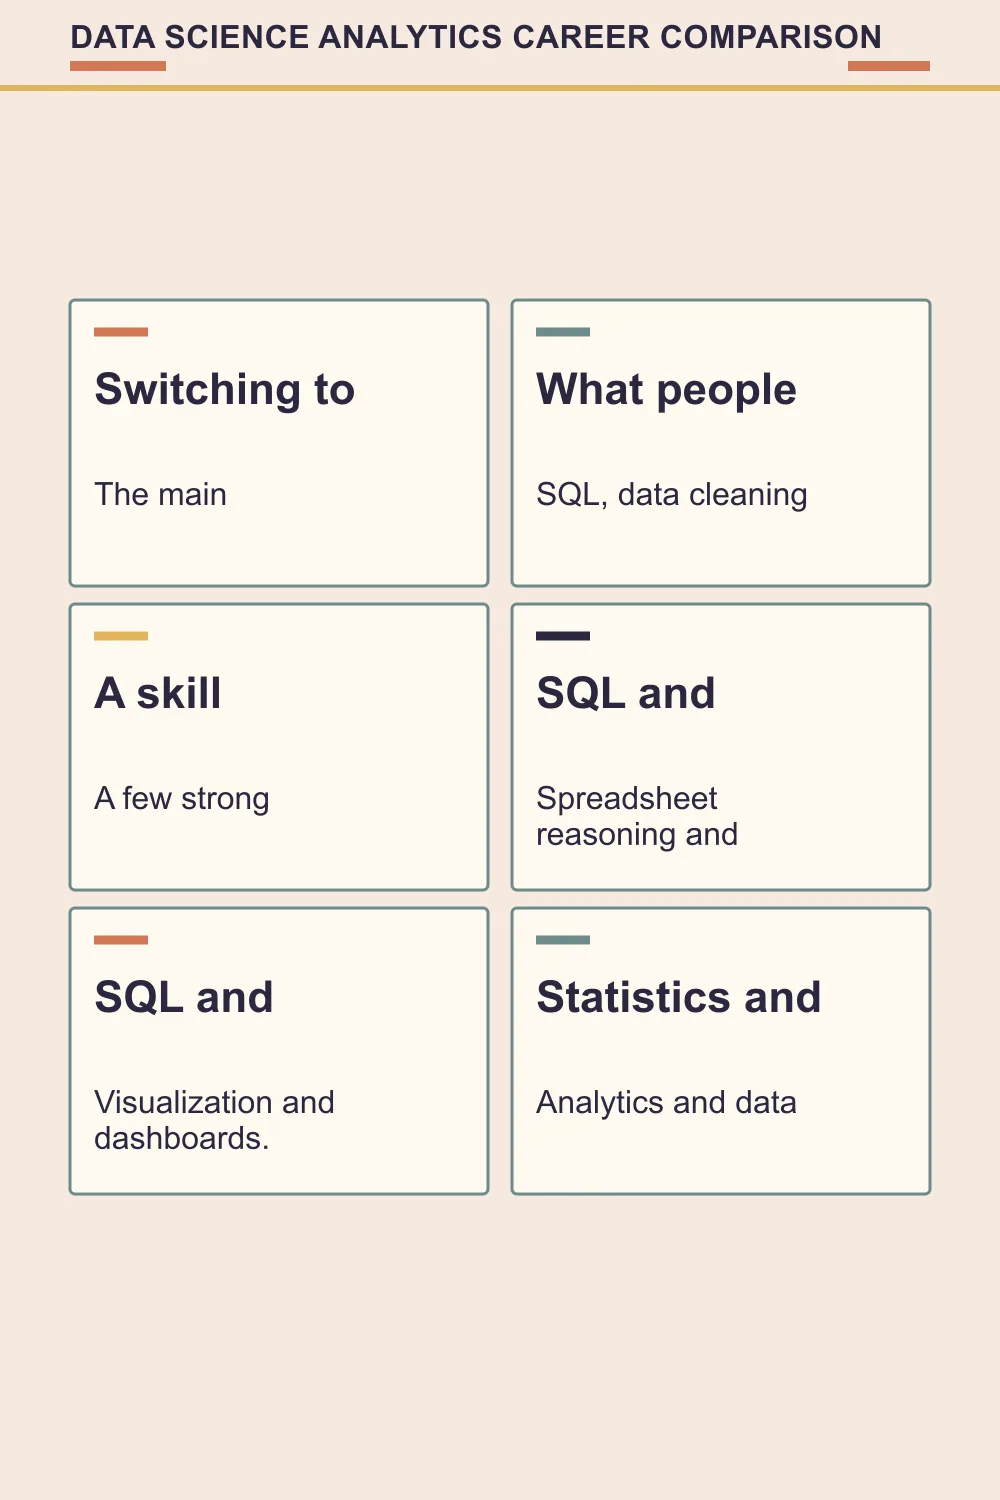 DATA SCIENCE ANALYTICS CAREER COMPARISON
Switching to
The main
What people
SQL, data cleaning
A skill
A few strong
SQL and
Spreadsheet
reasoning and
SQL and
Visualization and
dashboards.
Statistics and
Analytics and data